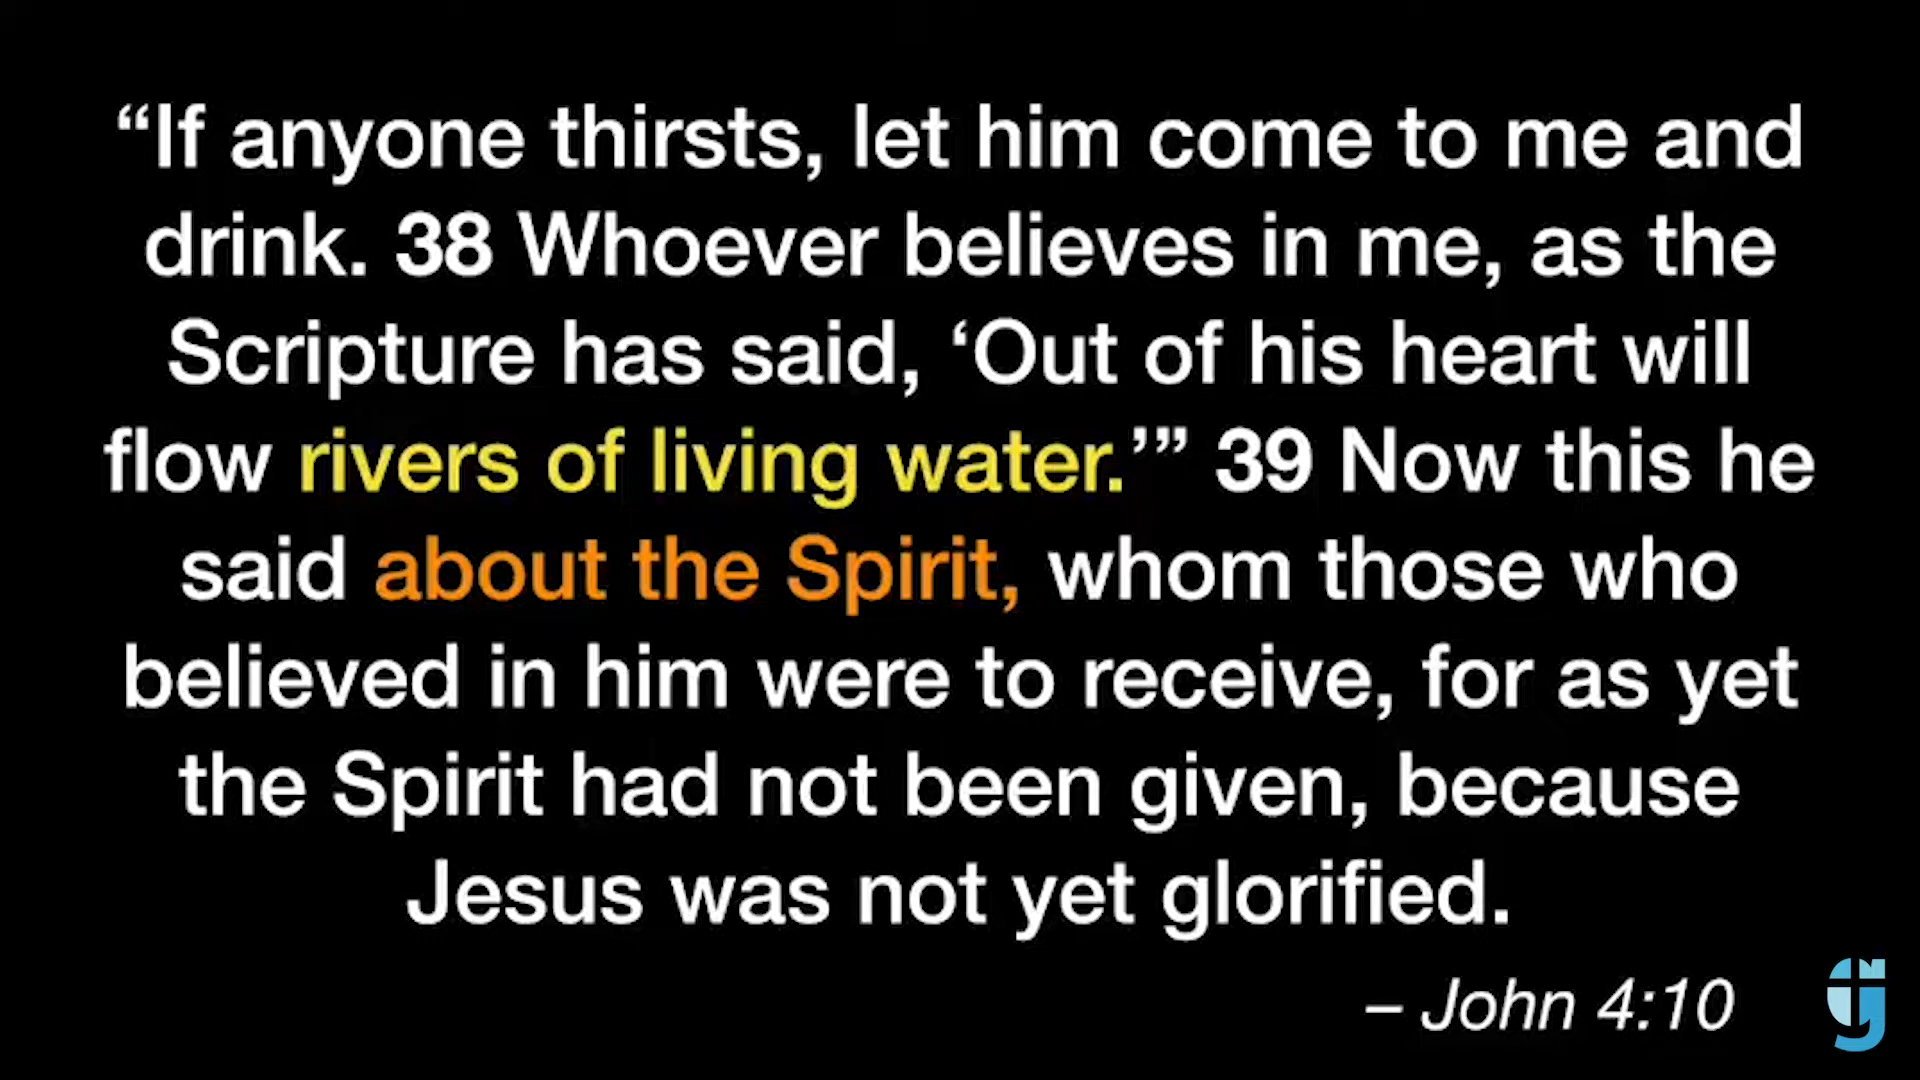 “If anyone thirsts, let him come to me and
drink. 38 Whoever believes in me, as the
Scripture has said, ‘Out of his heart will
flow rivers of living water.’” 39 Now this he
said about the Spirit, whom those who
believed in him were to receive, for as yet
the Spirit had not been given, because
Jesus was not yet glorified.
– John 4:10